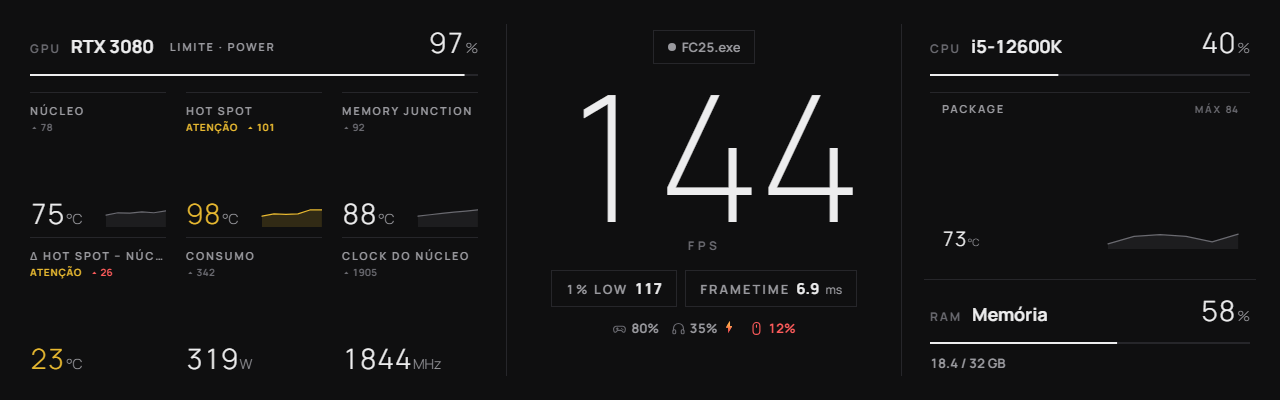 GPU RTX 3080 LIMITE · POWER 97%
NÚCLEO
78
75°C
HOT SPOT
ATENÇÃO 101
98°C
MEMORY JUNCTION
92
88°C
Δ HOT SPOT – NÚC…
ATENÇÃO 26
23°C
CONSUMO
342
319W
CLOCK DO NÚCLEO
1905
1844MHz
FC25.exe
144
FPS
1% LOW 117
FRAMETIME 6.9 ms
80% 35% 12%
CPU i5-12600K 40%
PACKAGE MÁX 84
73°C
RAM Memória 58%
18.4 / 32 GB